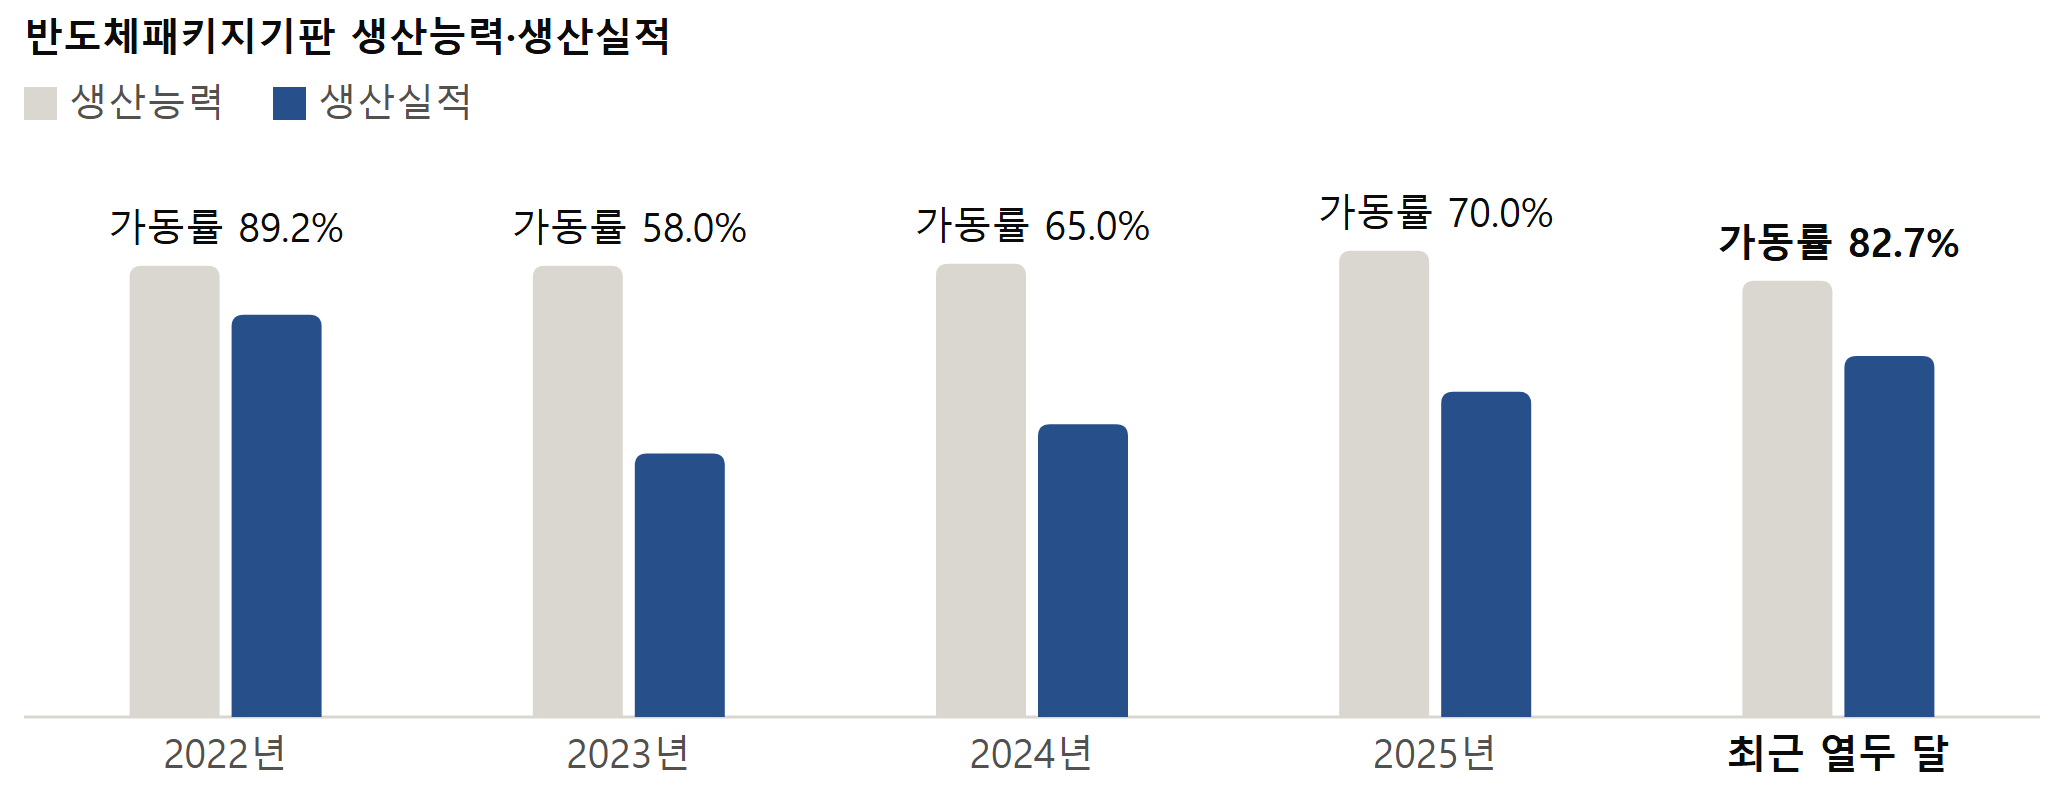 반도체패키지기판 생산능력·생산실적
생산능력 생산실적
가동률 89.2% 가동률 58.0% 가동률 65.0% 가동률 70.0% 가동률 82.7%
2022년 2023년 2024년 2025년 최근 열두 달